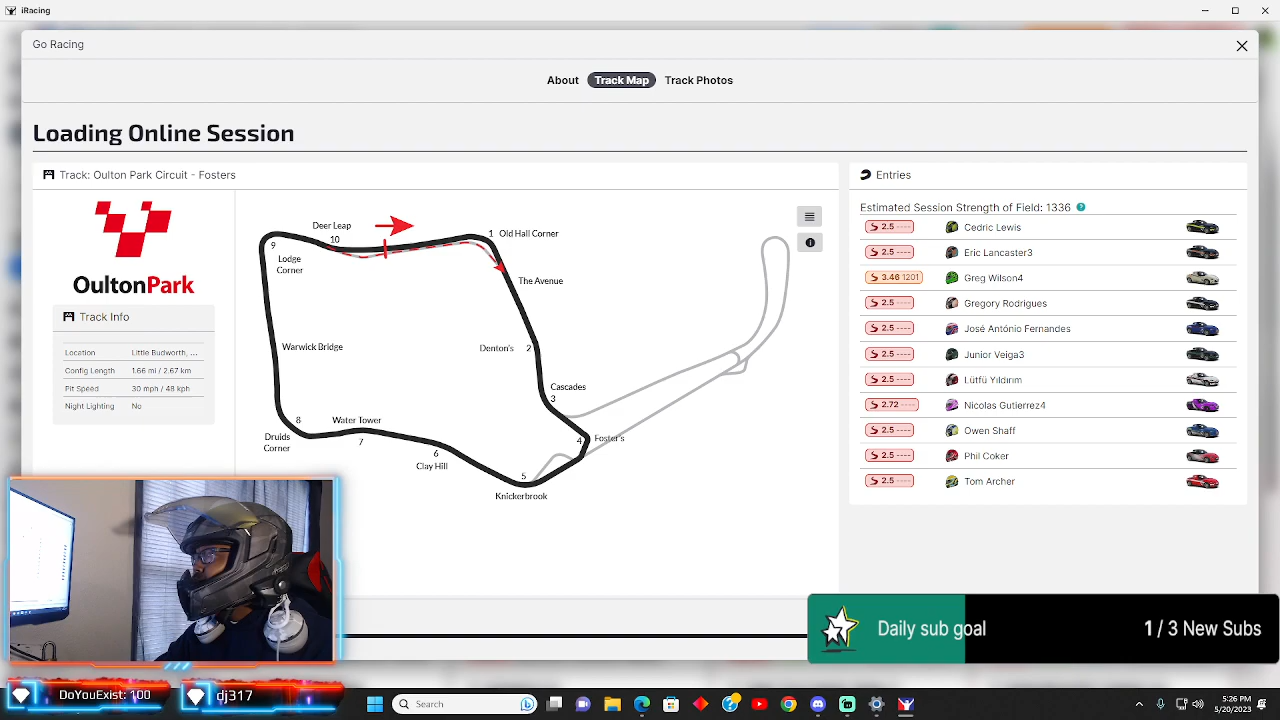 iRacing
Go Racing
About
Track Map
Track Photos
Loading Online Session
Track: Oulton Park Circuit - Fosters
OultonPark
Track Info
Location Little Budworth, ...
Config Length 1.66 mi / 2.67 km
Pit Speed 30 mph / 48 kph
Night Lighting No
Deer Leap
10
9
Lodge
Corner
1 Old Hall Corner
The Avenue
Warwick Bridge
Denton's 2
Cascades
3
8
Water Tower
Druids
Corner
7
6
Clay Hill
4
Foster's
5
Knickerbrook
Entries
Estimated Session Strength of Field: 1336 ?
2.5 ---- Cedric Lewis
2.5 ---- Eric Lancaster3
3.46 1201 Greg Wilson4
2.5 ---- Gregory Rodrigues
2.5 ---- José António Fernandes
2.5 ---- Junior Veiga3
2.5 ---- Lütfü Yıldırım
2.72 ---- Nicolas Gutierrez4
2.5 ---- Owen Shaff
2.5 ---- Phil Coker
2.5 ---- Tom Archer
Daily sub goal 1 / 3 New Subs
DoYouExist: 100
dj317
Search
5:26 PM
5/20/2023